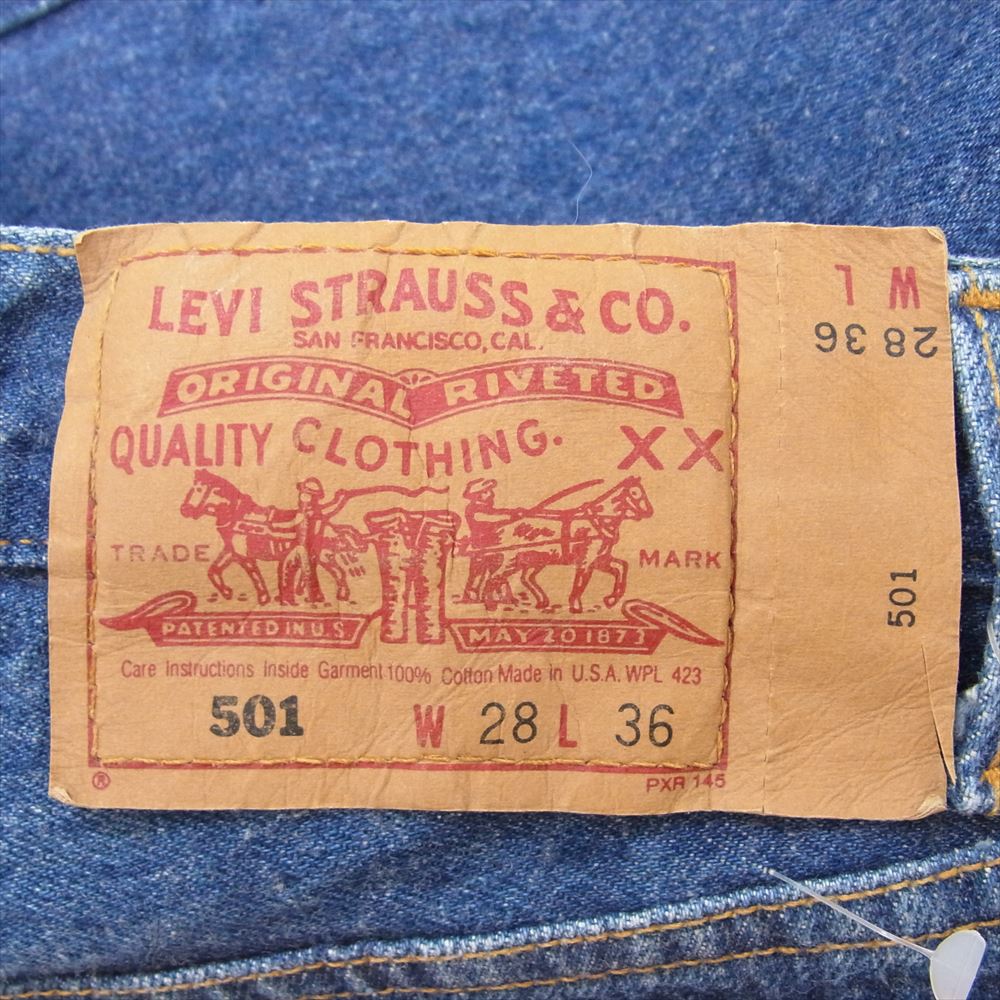 LEVI STRAUSS & CO.
SAN FRANCISCO, CAL.
ORIGINAL RIVETED
QUALITY CLOTHING. XX
TRADE MARK
PATENTED IN U.S. MAY 20 1873
Care Instructions Inside Garment 100% Cotton Made in U.S.A. WPL 423
501 W 28 L 36
® PXR 145
W L
28 36
501